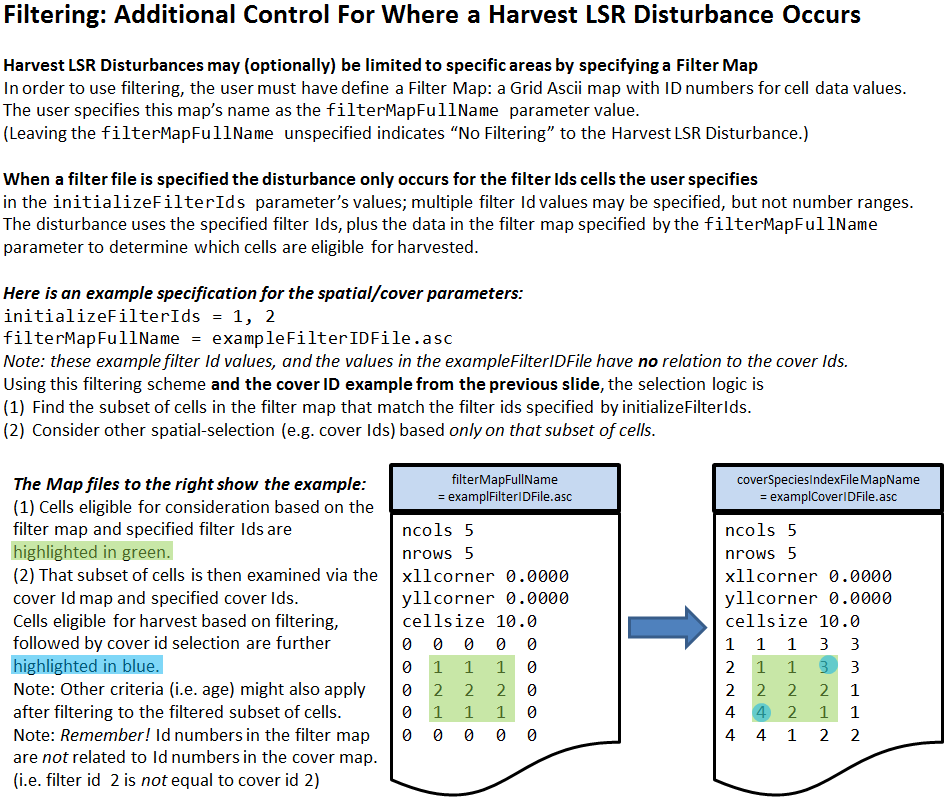 Filtering: Additional Control For Where a Harvest LSR Disturbance Occurs
Harvest LSR Disturbances may (optionally) be limited to specific areas by specifying a Filter Map
In order to use filtering, the user must have define a Filter Map: a Grid Ascii map with ID numbers for cell data values.
The user specifies this map's name as the filterMapFullName parameter value.
(Leaving the filterMapFullName unspecified indicates “No Filtering” to the Harvest LSR Disturbance.)
When a filter file is specified the disturbance only occurs for the filter Ids cells the user specifies
in the initializeFilterIds parameter's values; multiple filter Id values may be specified, but not number ranges.
The disturbance uses the specified filter Ids, plus the data in the filter map specified by the filterMapFullName
parameter to determine which cells are eligible for harvested.
Here is an example specification for the spatial/cover parameters:
initializeFilterIds = 1, 2
filterMapFullName = exampleFilterIDFile.asc
Note: these example filter Id values, and the values in the exampleFilterIDFile have no relation to the cover Ids.
Using this filtering scheme and the cover ID example from the previous slide, the selection logic is
(1) Find the subset of cells in the filter map that match the filter ids specified by initializeFilterIds.
(2) Consider other spatial-selection (e.g. cover Ids) based only on that subset of cells.
The Map files to the right show the example:
(1) Cells eligible for consideration based on the
filter map and specified filter Ids are
highlighted in green.
(2) That subset of cells is then examined via the
cover Id map and specified cover Ids.
Cells eligible for harvest based on filtering,
followed by cover id selection are further
highlighted in blue.
Note: Other criteria (i.e. age) might also apply
after filtering to the filtered subset of cells.
Note: Remember! Id numbers in the filter map
are not related to Id numbers in the cover map.
(i.e. filter id 2 is not equal to cover id 2)
filterMapFullName
= examplFilterIDFile.asc
ncols 5
nrows 5
xllcorner 0.0000
yllcorner 0.0000
cellsize 10.0
0 0 0 0 0
0 1 1 1 0
0 2 2 2 0
0 1 1 1 0
0 0 0 0 0
coverSpeciesIndexFileMapName
= examplCoverIDFile.asc
ncols 5
nrows 5
xllcorner 0.0000
yllcorner 0.0000
cellsize 10.0
1 1 1 3 3
2 1 1 3 3
2 2 2 2 1
4 4 2 1 1
4 4 1 2 2